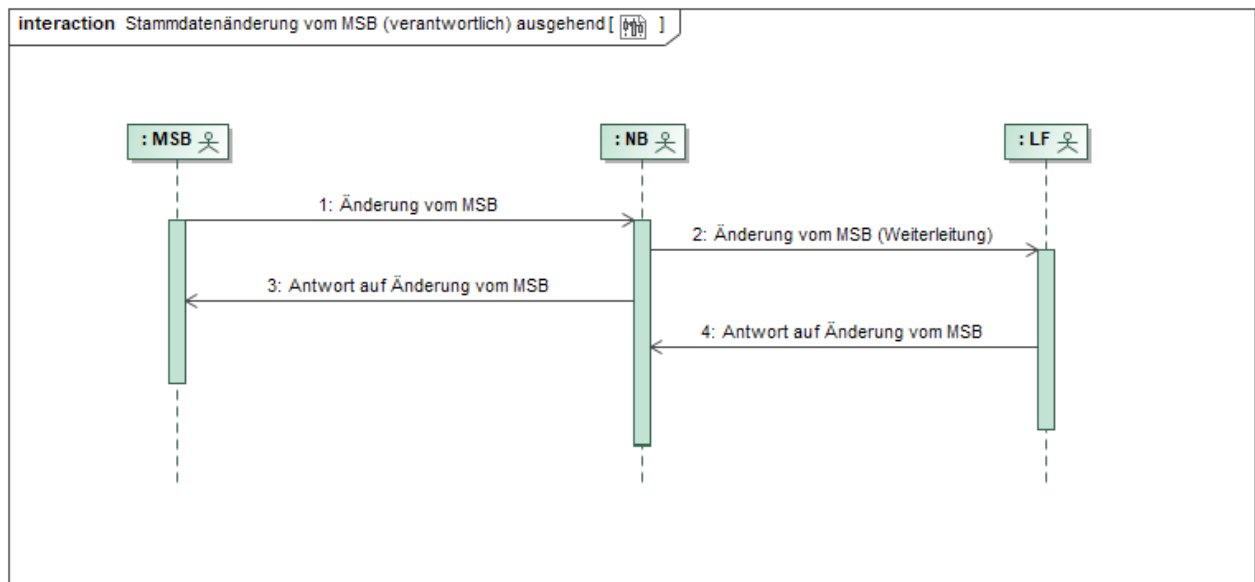 interaction Stammdatenänderung vom MSB (verantwortlich) ausgehend [ ]
: MSB
: NB
: LF
1: Änderung vom MSB
2: Änderung vom MSB (Weiterleitung)
3: Antwort auf Änderung vom MSB
4: Antwort auf Änderung vom MSB